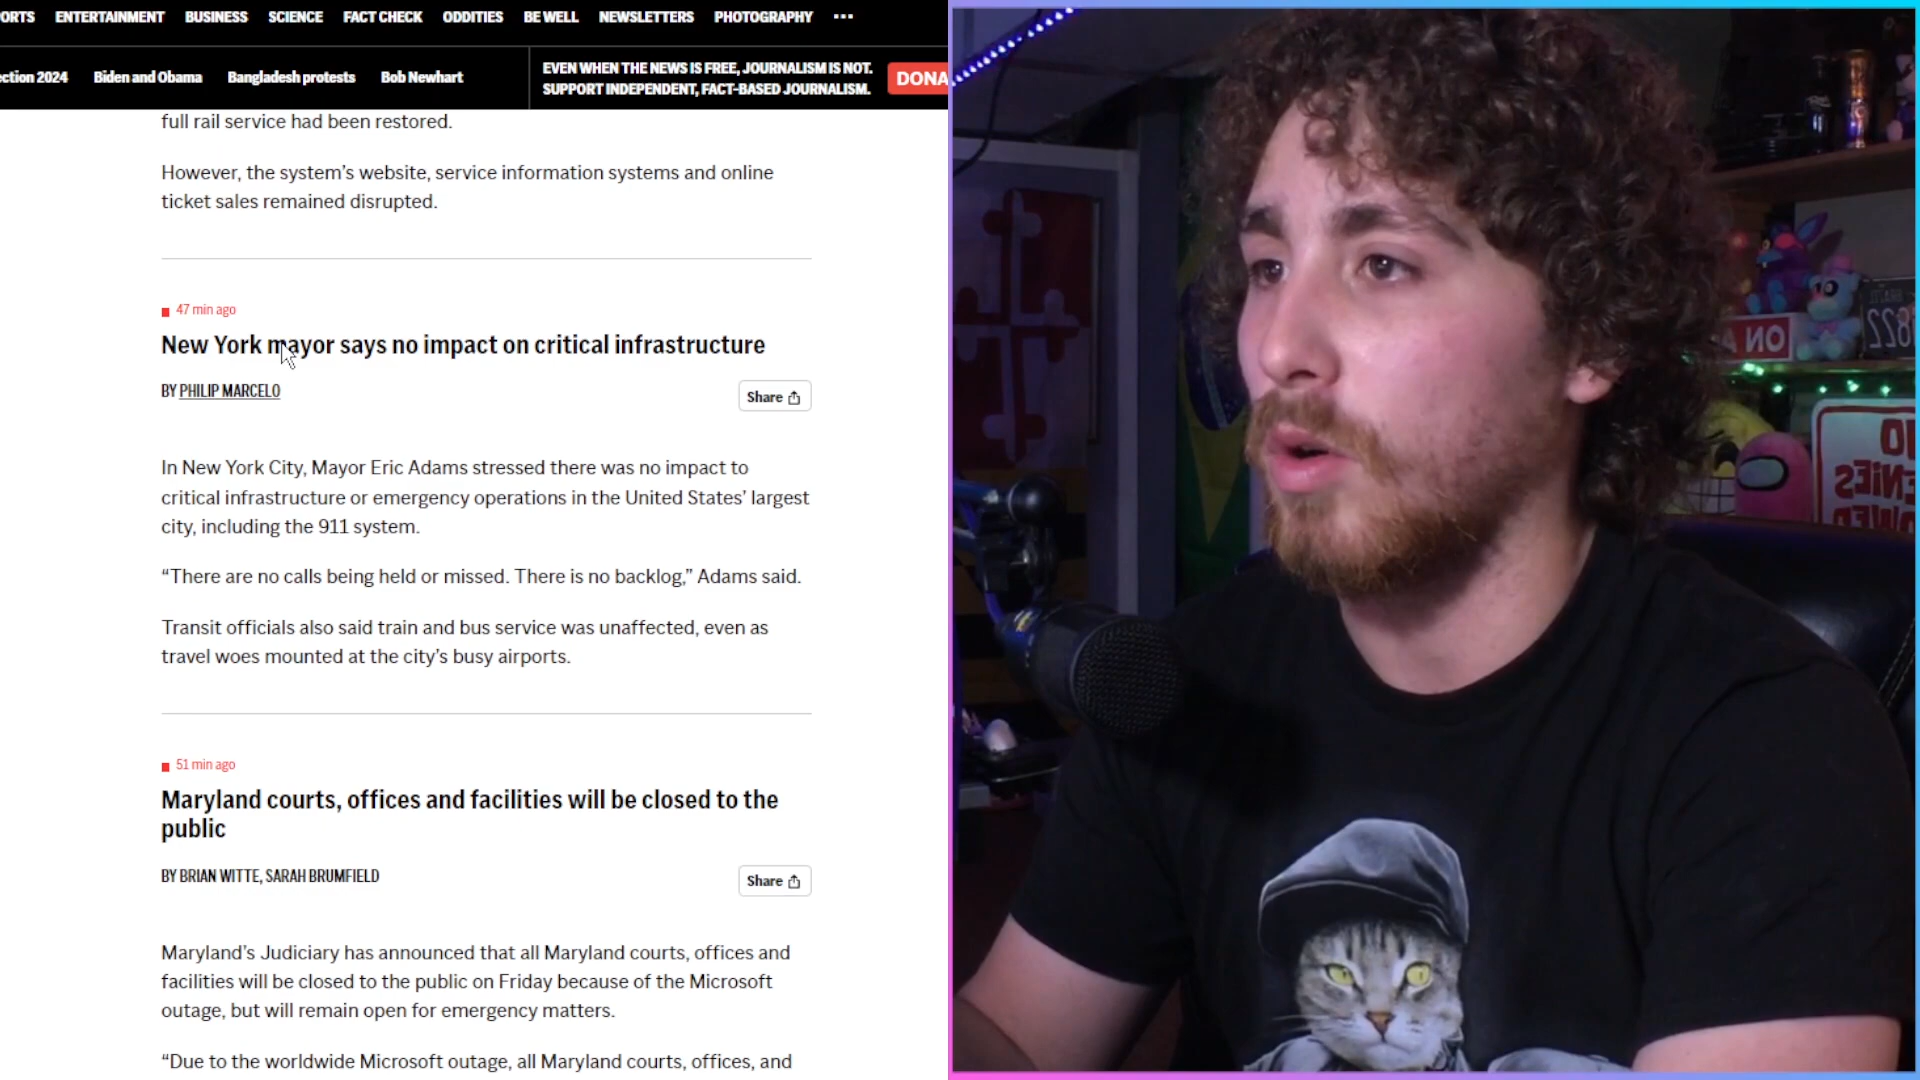 ORTS ENTERTAINMENT BUSINESS SCIENCE FACT CHECK ODDITIES BE WELL NEWSLETTERS PHOTOGRAPHY •••
ction 2024 Biden and Obama Bangladesh protests Bob Newhart
EVEN WHEN THE NEWS IS FREE, JOURNALISM IS NOT.
SUPPORT INDEPENDENT, FACT-BASED JOURNALISM.
DONA
full rail service had been restored.
However, the system’s website, service information systems and online
ticket sales remained disrupted.
47 min ago
New York mayor says no impact on critical infrastructure
BY PHILIP MARCELO
Share
In New York City, Mayor Eric Adams stressed there was no impact to
critical infrastructure or emergency operations in the United States’ largest
city, including the 911 system.
“There are no calls being held or missed. There is no backlog,” Adams said.
Transit officials also said train and bus service was unaffected, even as
travel woes mounted at the city’s busy airports.
51 min ago
Maryland courts, offices and facilities will be closed to the
public
BY BRIAN WITTE, SARAH BRUMFIELD
Share
Maryland’s Judiciary has announced that all Maryland courts, offices and
facilities will be closed to the public on Friday because of the Microsoft
outage, but will remain open for emergency matters.
“Due to the worldwide Microsoft outage, all Maryland courts, offices, and
ON A